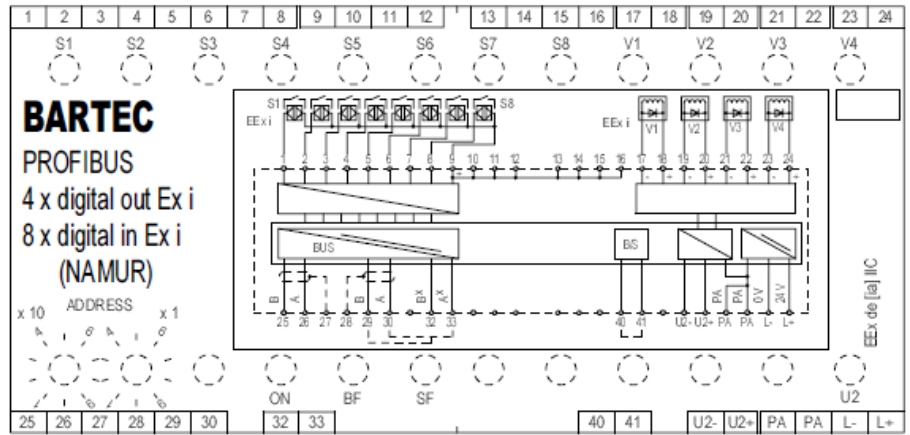 1 2 3 4 5 6 7 8 9 10 11 12 13 14 15 16 17 18 19 20 21 22 23 24
S1 S2 S3 S4 S5 S6 S7 S8 V1 V2 V3 V4
BARTEC
PROFIBUS
4 x digital out Ex i
8 x digital in Ex i
(NAMUR)
ADDRESS
x 10 x 1
4 6 4 6
S1 S8
EEx i EEx i
V1 V2 V3 V4
1 2 3 4 5 6 7 8 9 10 11 12 13 14 15 16 17 18 19 20 21 22 23 24
+ - + - + - + - +
BUS B/S
B A B A Bx Ax PA PA 0 V 24 V
25 26 27 28 29 30 32 33 40 41 U2- U2+ PA PA L- L+
EEx de [ia] IIC
ON BF SF U2
25 26 27 28 29 30 32 33 40 41 U2- U2+ PA PA L- L+